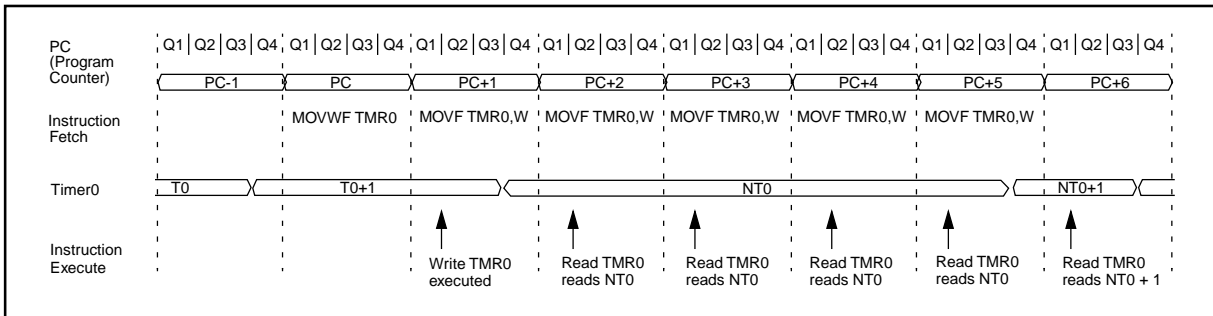 PC
(Program
Counter)
Q1 Q2 Q3 Q4 Q1 Q2 Q3 Q4 Q1 Q2 Q3 Q4 Q1 Q2 Q3 Q4 Q1 Q2 Q3 Q4 Q1 Q2 Q3 Q4 Q1 Q2 Q3 Q4 Q1 Q2 Q3 Q4
PC-1 PC PC+1 PC+2 PC+3 PC+4 PC+5 PC+6
Instruction
Fetch
MOVWF TMR0 MOVF TMR0,W MOVF TMR0,W MOVF TMR0,W MOVF TMR0,W MOVF TMR0,W
Timer0
T0 T0+1 NT0 NT0+1
Instruction
Execute
Write TMR0
executed
Read TMR0
reads NT0
Read TMR0
reads NT0
Read TMR0
reads NT0
Read TMR0
reads NT0
Read TMR0
reads NT0 + 1